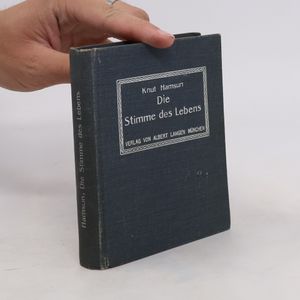 Knut Hamsun
Die
Stimme des Lebens
VERLAG VON ALBERT LANGEN MÜNCHEN
Hamsun, Die Stimme des Lebens